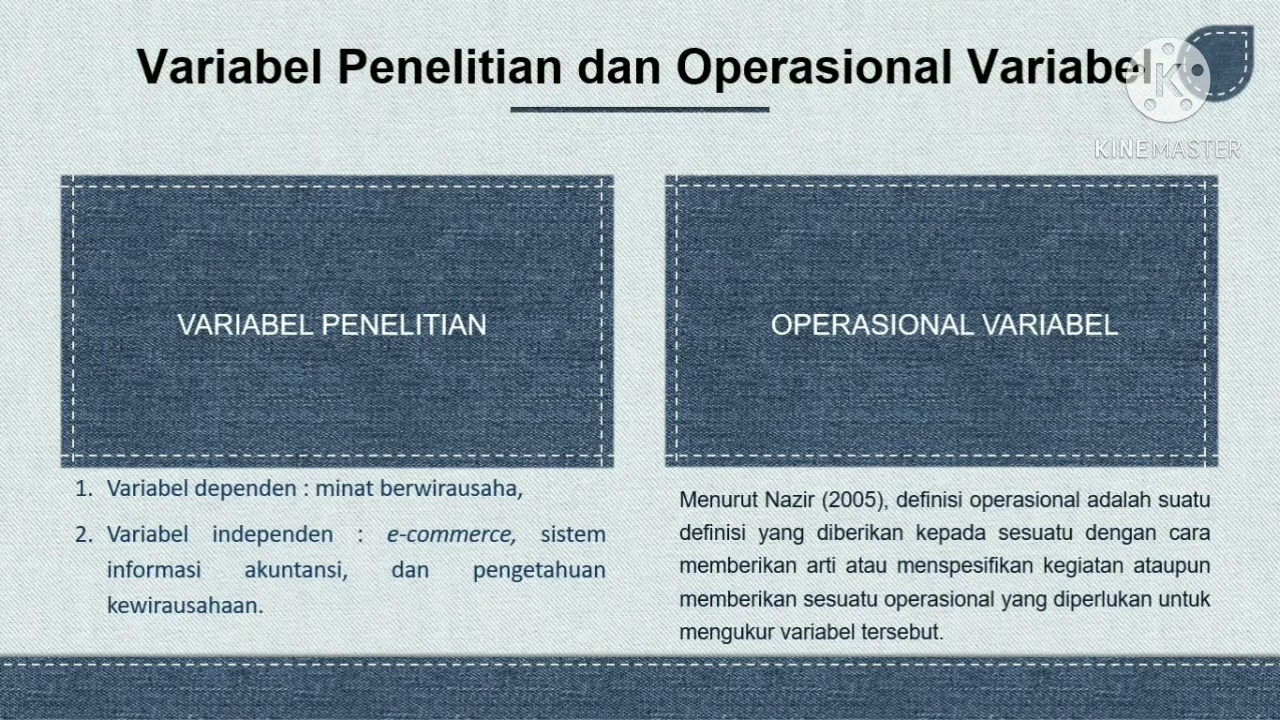 Variabel Penelitian dan Operasional Variabel
KINEMASTER
VARIABEL PENELITIAN
1. Variabel dependen : minat berwirausaha,
2. Variabel independen : e-commerce, sistem
informasi akuntansi, dan pengetahuan
kewirausahaan.
OPERASIONAL VARIABEL
Menurut Nazir (2005), definisi operasional adalah suatu
definisi yang diberikan kepada sesuatu dengan cara
memberikan arti atau menspesifikan kegiatan ataupun
memberikan sesuatu operasional yang diperlukan untuk
mengukur variabel tersebut.